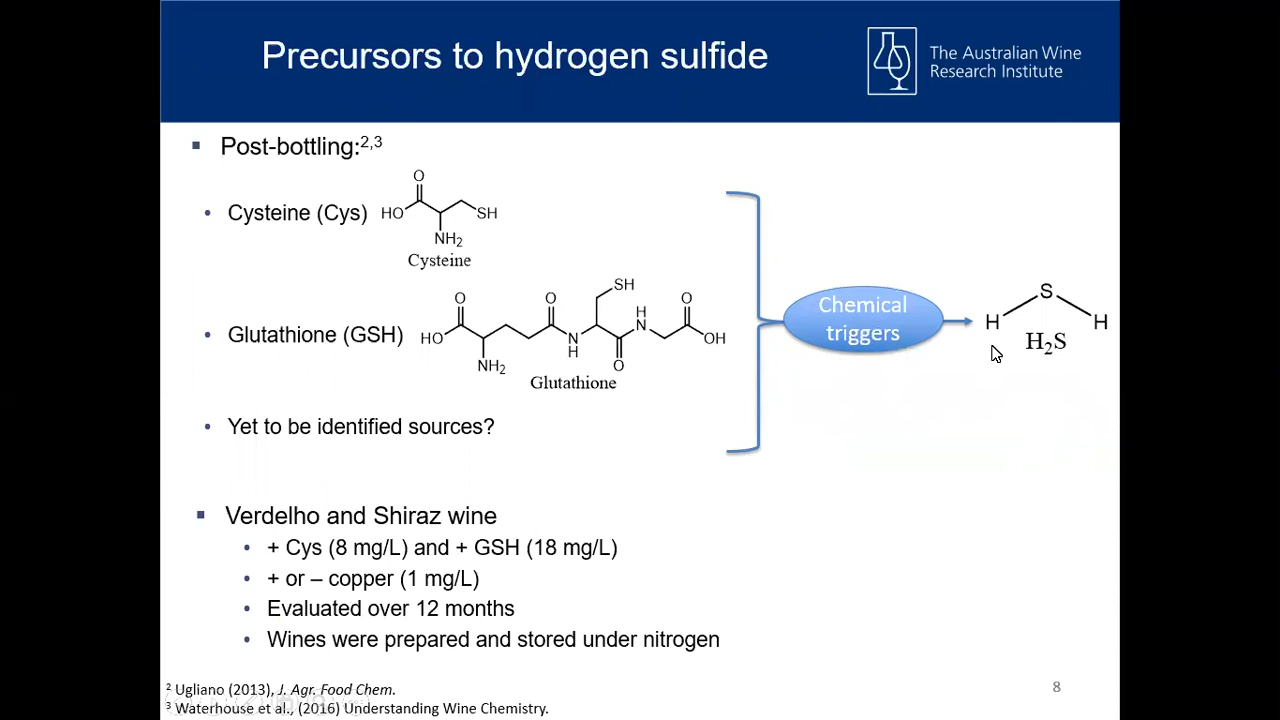 Precursors to hydrogen sulfide
The Australian Wine
Research Institute
▪ Post-bottling:²,³
• Cysteine (Cys)
O
HO
SH
NH₂
Cysteine
• Glutathione (GSH)
SH
O
O
H
N
O
HO
N
H
OH
NH₂
O
Glutathione
• Yet to be identified sources?
Chemical
triggers
S
H
H
H₂S
▪ Verdelho and Shiraz wine
• + Cys (8 mg/L) and + GSH (18 mg/L)
• + or – copper (1 mg/L)
• Evaluated over 12 months
• Wines were prepared and stored under nitrogen
² Ugliano (2013), J. Agr. Food Chem.
³ Waterhouse et al., (2016) Understanding Wine Chemistry.
8